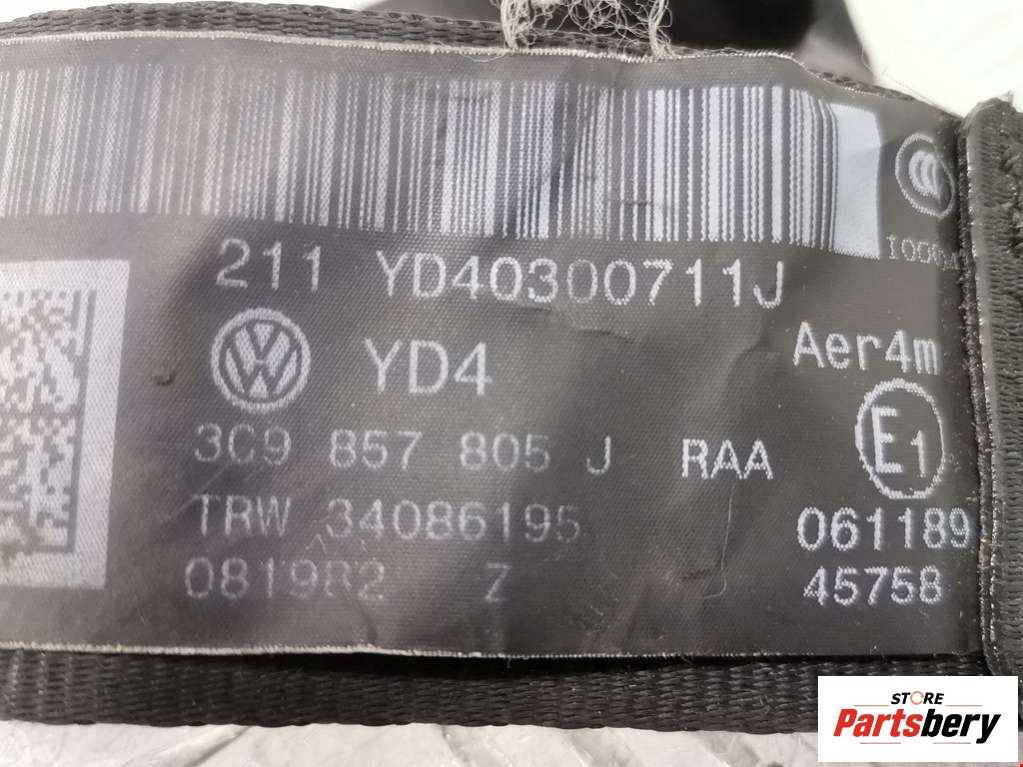 211 YD40300711J
YD4
Aer4m
3C9 857 805 J RAA
E1
TRW 34086195
061189
0819R2 Z
45758
STORE
Partsbery